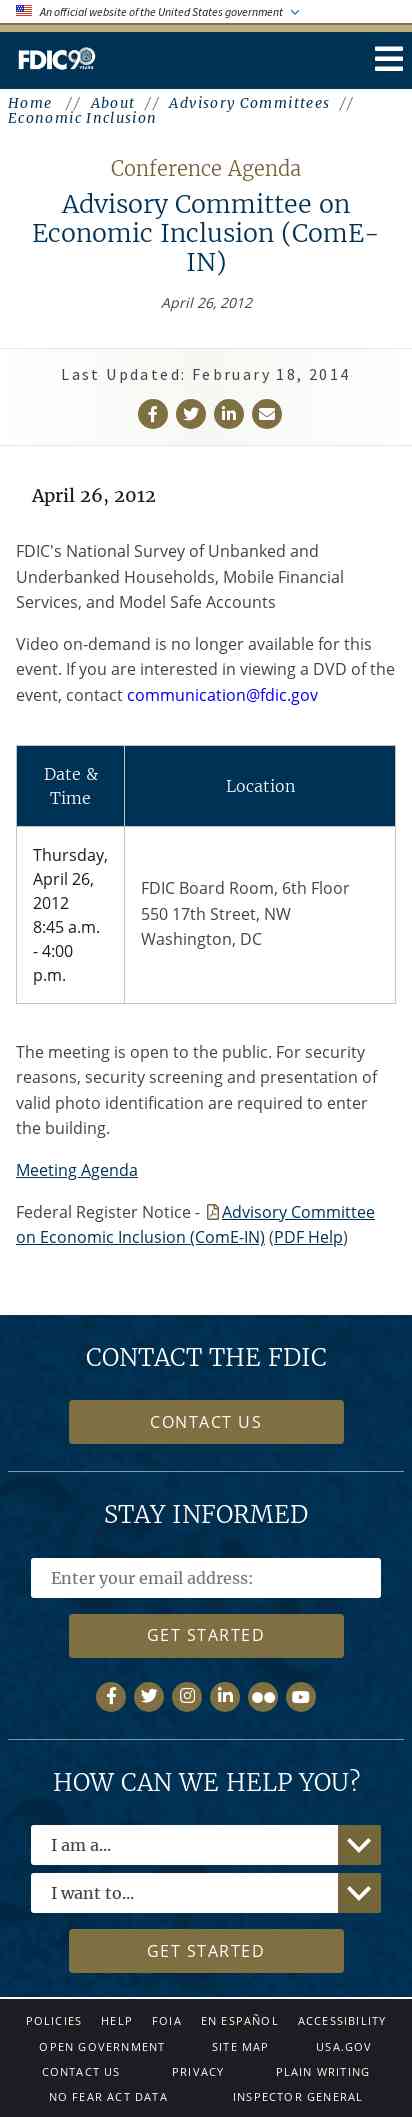 An official website of the United States government
FDIC90
YEARS
Home // About // Advisory Committees //
Economic Inclusion
Conference Agenda
Advisory Committee on
Economic Inclusion (ComE-
IN)
April 26, 2012
Last Updated: February 18, 2014
April 26, 2012
FDIC's National Survey of Unbanked and
Underbanked Households, Mobile Financial
Services, and Model Safe Accounts
Video on-demand is no longer available for this
event. If you are interested in viewing a DVD of the
event, contact communication@fdic.gov
Date &
Time
Location
Thursday,
April 26,
2012
8:45 a.m.
- 4:00
p.m.
FDIC Board Room, 6th Floor
550 17th Street, NW
Washington, DC
The meeting is open to the public. For security
reasons, security screening and presentation of
valid photo identification are required to enter
the building.
Meeting Agenda
Federal Register Notice - Advisory Committee
on Economic Inclusion (ComE-IN) (PDF Help)
CONTACT THE FDIC
CONTACT US
STAY INFORMED
Enter your email address:
GET STARTED
HOW CAN WE HELP YOU?
I am a...
I want to...
GET STARTED
POLICIES HELP FOIA EN ESPAÑOL ACCESSIBILITY
OPEN GOVERNMENT SITE MAP USA.GOV
CONTACT US PRIVACY PLAIN WRITING
NO FEAR ACT DATA INSPECTOR GENERAL